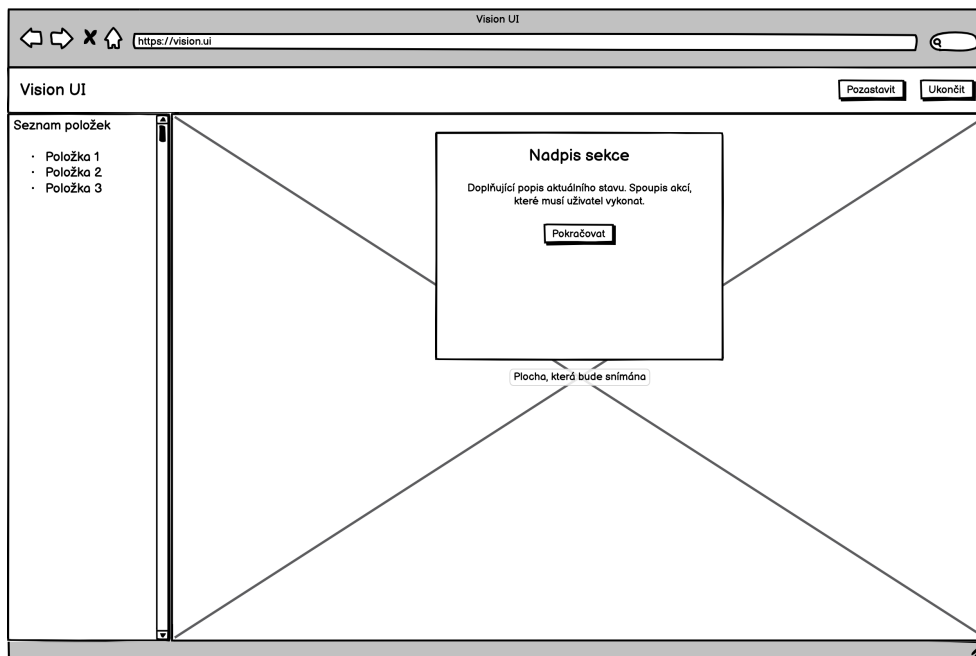 Vision UI
https://vision.ui
Vision UI
Pozastavit
Ukončit
Seznam položek
· Položka 1
· Položka 2
· Položka 3
Nadpis sekce
Doplňující popis aktuálního stavu. Spoupis akcí,
které musí uživatel vykonat.
Pokračovat
Plocha, která bude snímána